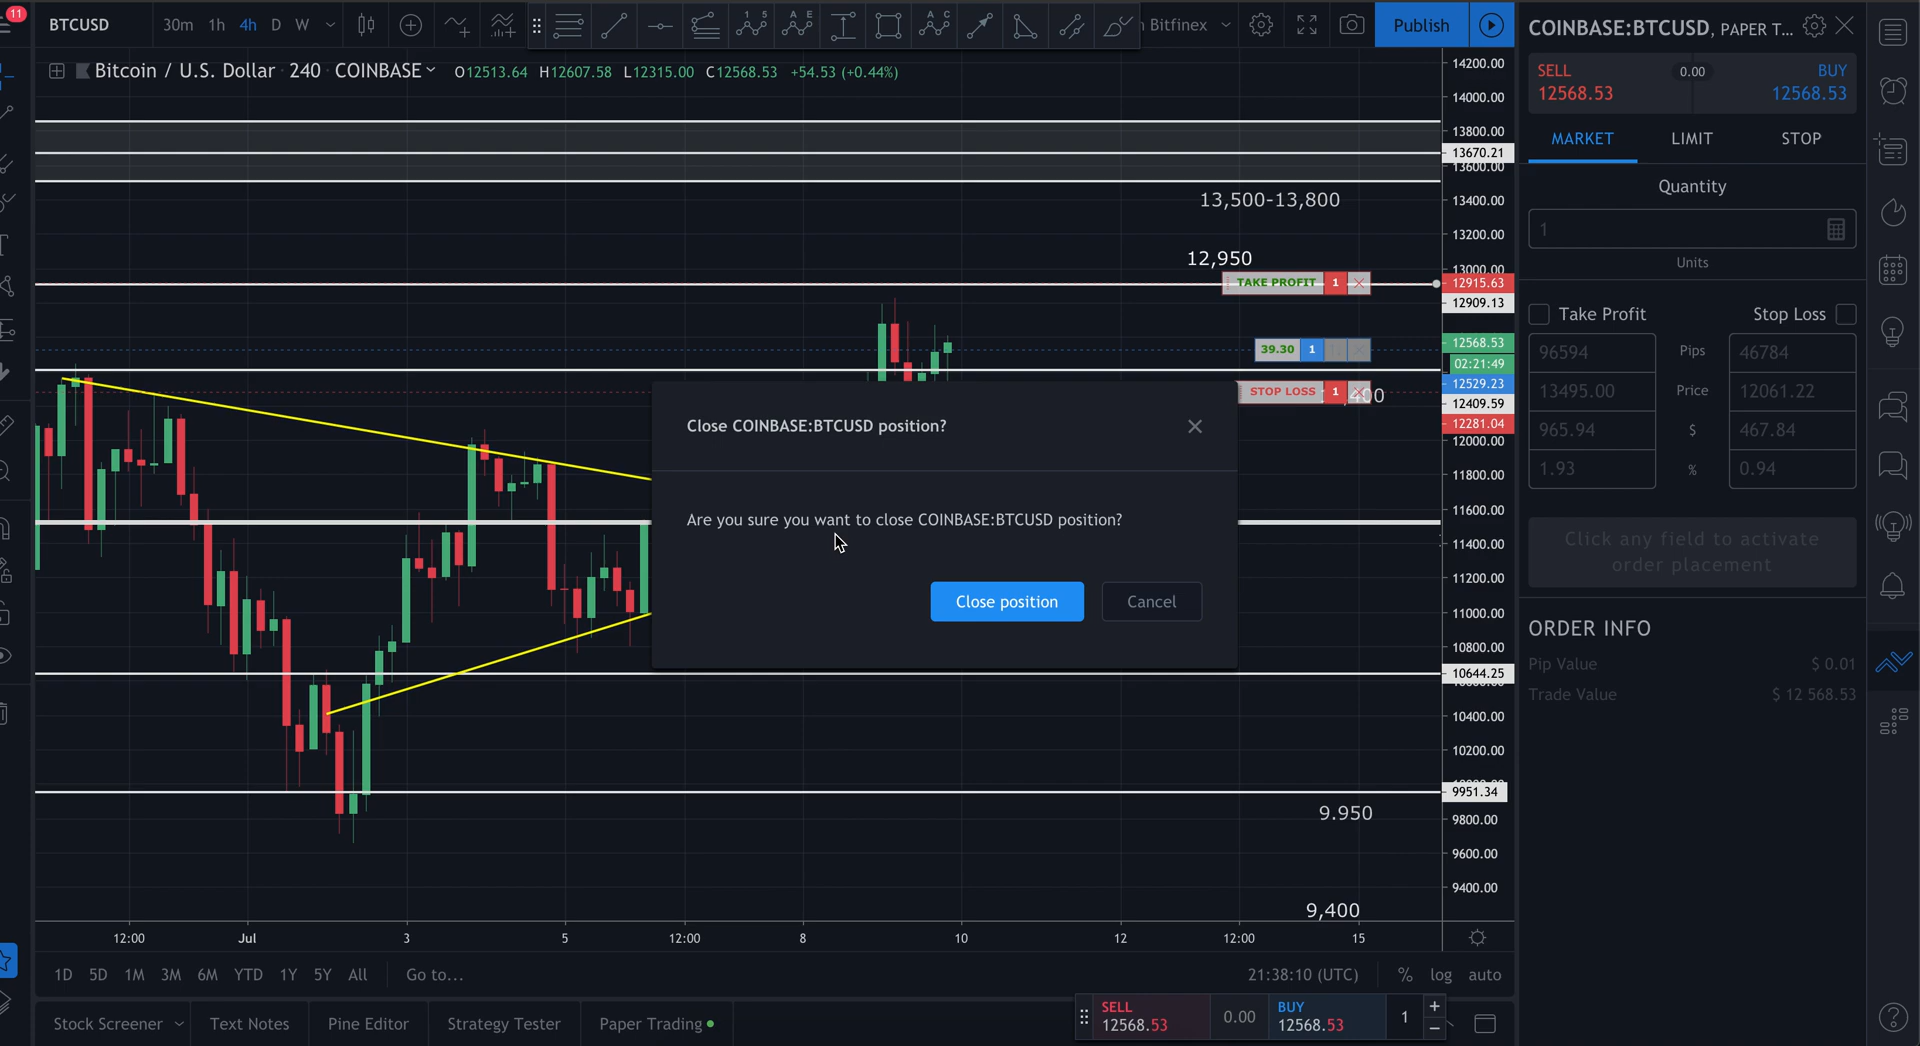 11
BTCUSD
30m 1h 4h D W
Bitfinex
Publish
COINBASE:BTCUSD, PAPER T...
Bitcoin / U.S. Dollar 240 COINBASE
O12513.64 H12607.58 L12315.00 C12568.53 +54.53 (+0.44%)
SELL
12568.53
0.00
BUY
12568.53
MARKET LIMIT STOP
Quantity
1
Units
Take Profit Stop Loss
96594 Pips 46784
13495.00 Price 12061.22
965.94 $ 467.84
1.93 % 0.94
Click any field to activate
order placement
ORDER INFO
Pip Value $ 0.01
Trade Value $ 12 568.53
13,500-13,800
12,950
TAKE PROFIT 1
39.30 1
STOP LOSS 1
Close COINBASE:BTCUSD position?
Are you sure you want to close COINBASE:BTCUSD position?
Close position Cancel
9.950
9,400
14200.00
14000.00
13800.00
13670.21
13600.00
13400.00
13200.00
13000.00
12915.63
12909.13
12568.53
02:21:49
12529.23
12409.59
12281.04
12000.00
11800.00
11600.00
11400.00
11200.00
11000.00
10800.00
10644.25
10400.00
10200.00
9951.34
9800.00
9600.00
9400.00
12:00 Jul 3 5 12:00 8 10 12 12:00 15
1D 5D 1M 3M 6M YTD 1Y 5Y All Go to...
21:38:10 (UTC) % log auto
Stock Screener Text Notes Pine Editor Strategy Tester Paper Trading
SELL
12568.53
0.00
BUY
12568.53
1